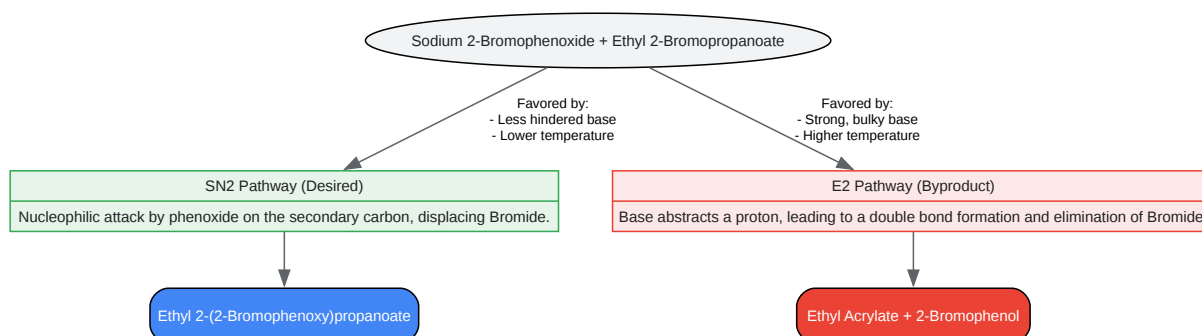 Sodium 2-Bromophenoxide + Ethyl 2-Bromopropanoate
Favored by:
- Less hindered base
- Lower temperature
Favored by:
- Strong, bulky base
- Higher temperature
SN2 Pathway (Desired)
Nucleophilic attack by phenoxide on the secondary carbon, displacing Bromide.
E2 Pathway (Byproduct)
Base abstracts a proton, leading to a double bond formation and elimination of Bromide.
Ethyl 2-(2-Bromophenoxy)propanoate
Ethyl Acrylate + 2-Bromophenol